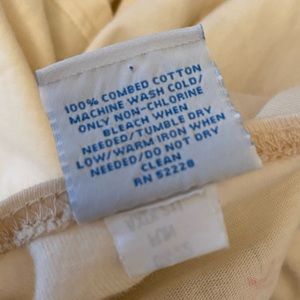 100% COMBED COTTON
MACHINE WASH COLD/
ONLY NON-CHLORINE
BLEACH WHEN
NEEDED/TUMBLE DRY
LOW/WARM IRON WHEN
NEEDED/DO NOT DRY
CLEAN
RN 52228